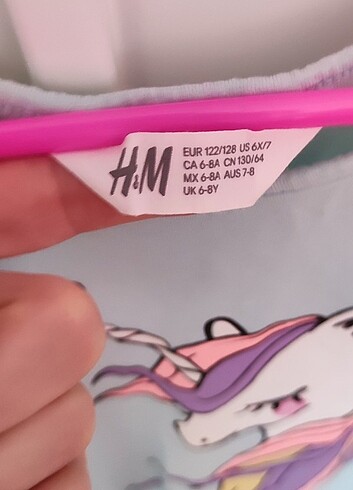 H&M
EUR 122/128 US 6X/7
CA 6-8A CN 130/64
MX 6-8A AUS 7-8
UK 6-8Y